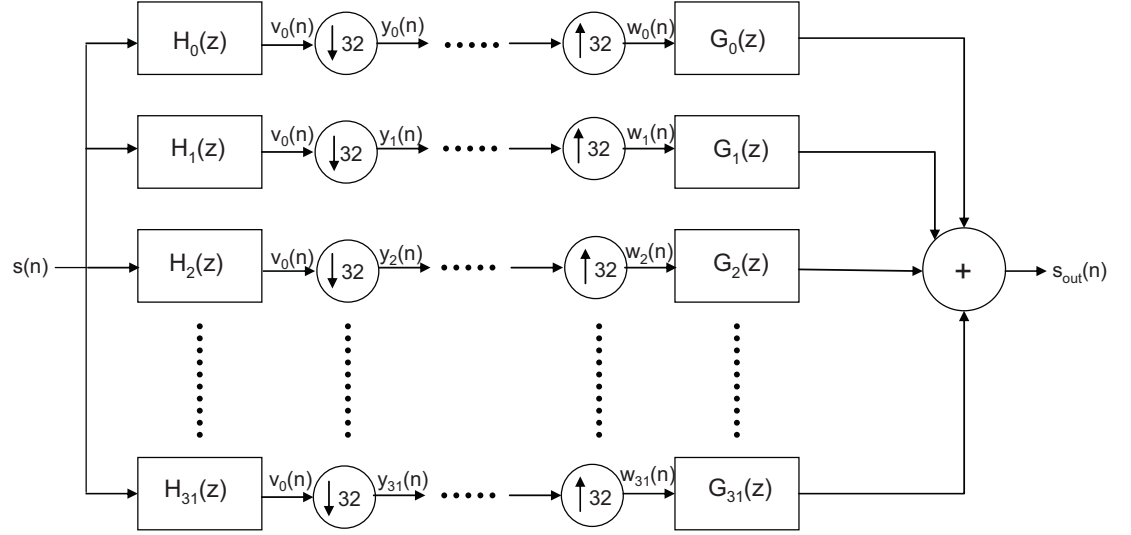 H₀(z) v₀(n) 32 y₀(n) 32 w₀(n) G₀(z)
H₁(z) v₀(n) 32 y₁(n) 32 w₁(n) G₁(z)
s(n) H₂(z) v₀(n) 32 y₂(n) 32 w₂(n) G₂(z) + sₒᵤₜ(n)
H₃₁(z) v₀(n) 32 y₃₁(n) 32 w₃₁(n) G₃₁(z)